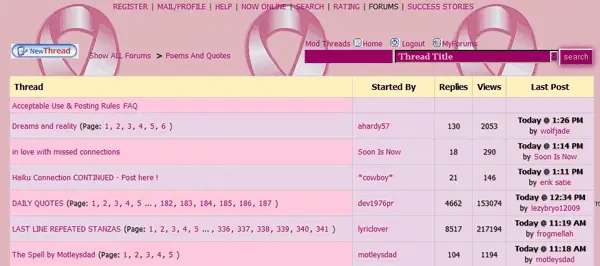 REGISTER | MAIL/PROFILE | HELP | NOW ONLINE | SEARCH | RATING | FORUMS | SUCCESS STORIES
Mod Threads Home Logout MyForums
NewThread Show ALL Forums > Poems And Quotes Thread Title search
Thread Started By Replies Views Last Post
Acceptable Use & Posting Rules FAQ
Dreams and reality (Page: 1, 2, 3, 4, 5, 6 ) ahardy57 130 2053 Today @ 1:26 PM
by wolfjade
in love with missed connections Soon Is Now 18 290 Today @ 1:14 PM
by Soon Is Now
Haiku Connection CONTINUED - Post here ! *cowboy* 21 146 Today @ 1:11 PM
by erik satie
DAILY QUOTES (Page: 1, 2, 3, 4, 5 ... , 182, 183, 184, 185, 186, 187 ) dev1976pr 4662 153074 Today @ 12:34 PM
by lezybryo12009
LAST LINE REPEATED STANZAS (Page: 1, 2, 3, 4, 5 ... , 336, 337, 338, 339, 340, 341 ) lyriclover 8517 217194 Today @ 11:19 AM
by frogmellah
The Spell by Motleysdad (Page: 1, 2, 3, 4, 5 ) motleysdad 104 1194 Today @ 11:18 AM
by motleysdad